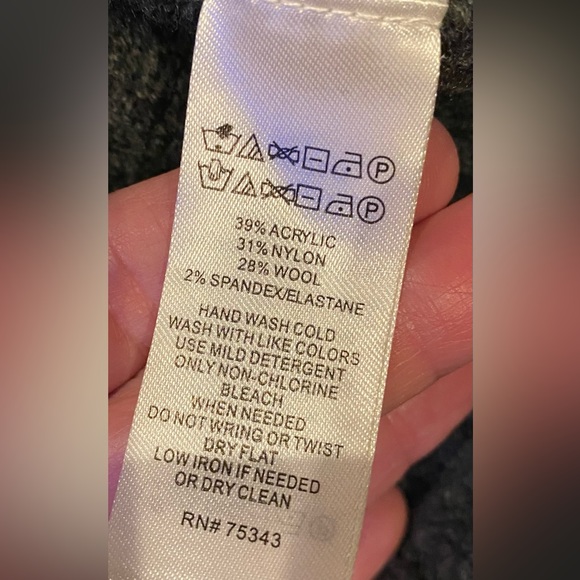 P
P
39% ACRYLIC
31% NYLON
28% WOOL
2% SPANDEX/ELASTANE
HAND WASH COLD
WASH WITH LIKE COLORS
USE MILD DETERGENT
ONLY NON-CHLORINE
BLEACH
WHEN NEEDED
DO NOT WRING OR TWIST
DRY FLAT
LOW IRON IF NEEDED
OR DRY CLEAN
RN# 75343